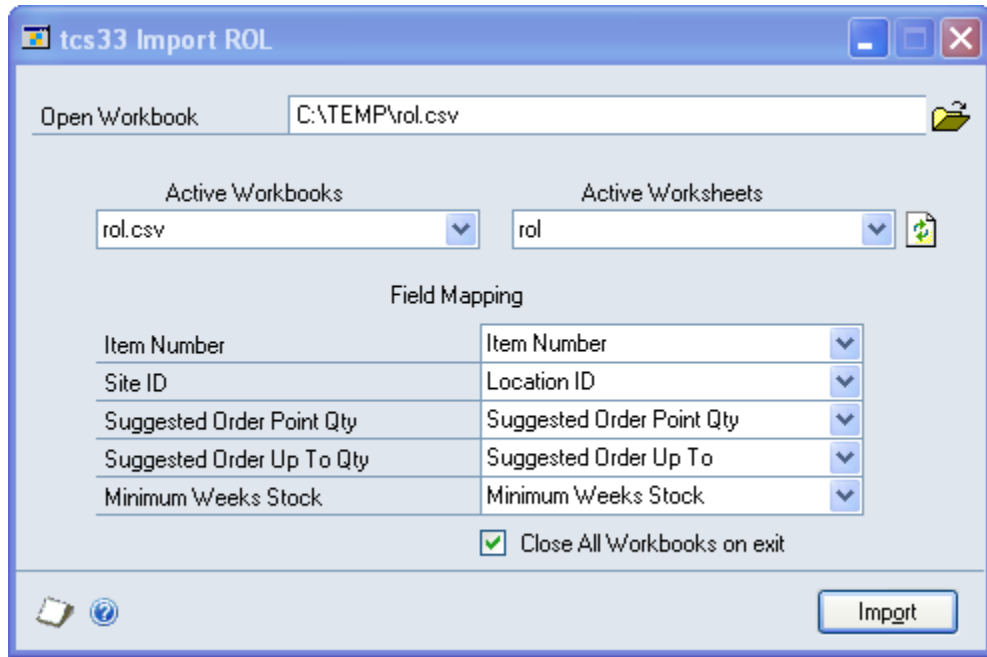 tcs33 Import ROL
Open Workbook C:\TEMP\rol.csv
Active Workbooks Active Worksheets
rol.csv rol
Field Mapping
Item Number Item Number
Site ID Location ID
Suggested Order Point Qty Suggested Order Point Qty
Suggested Order Up To Qty Suggested Order Up To
Minimum Weeks Stock Minimum Weeks Stock
Close All Workbooks on exit
Import